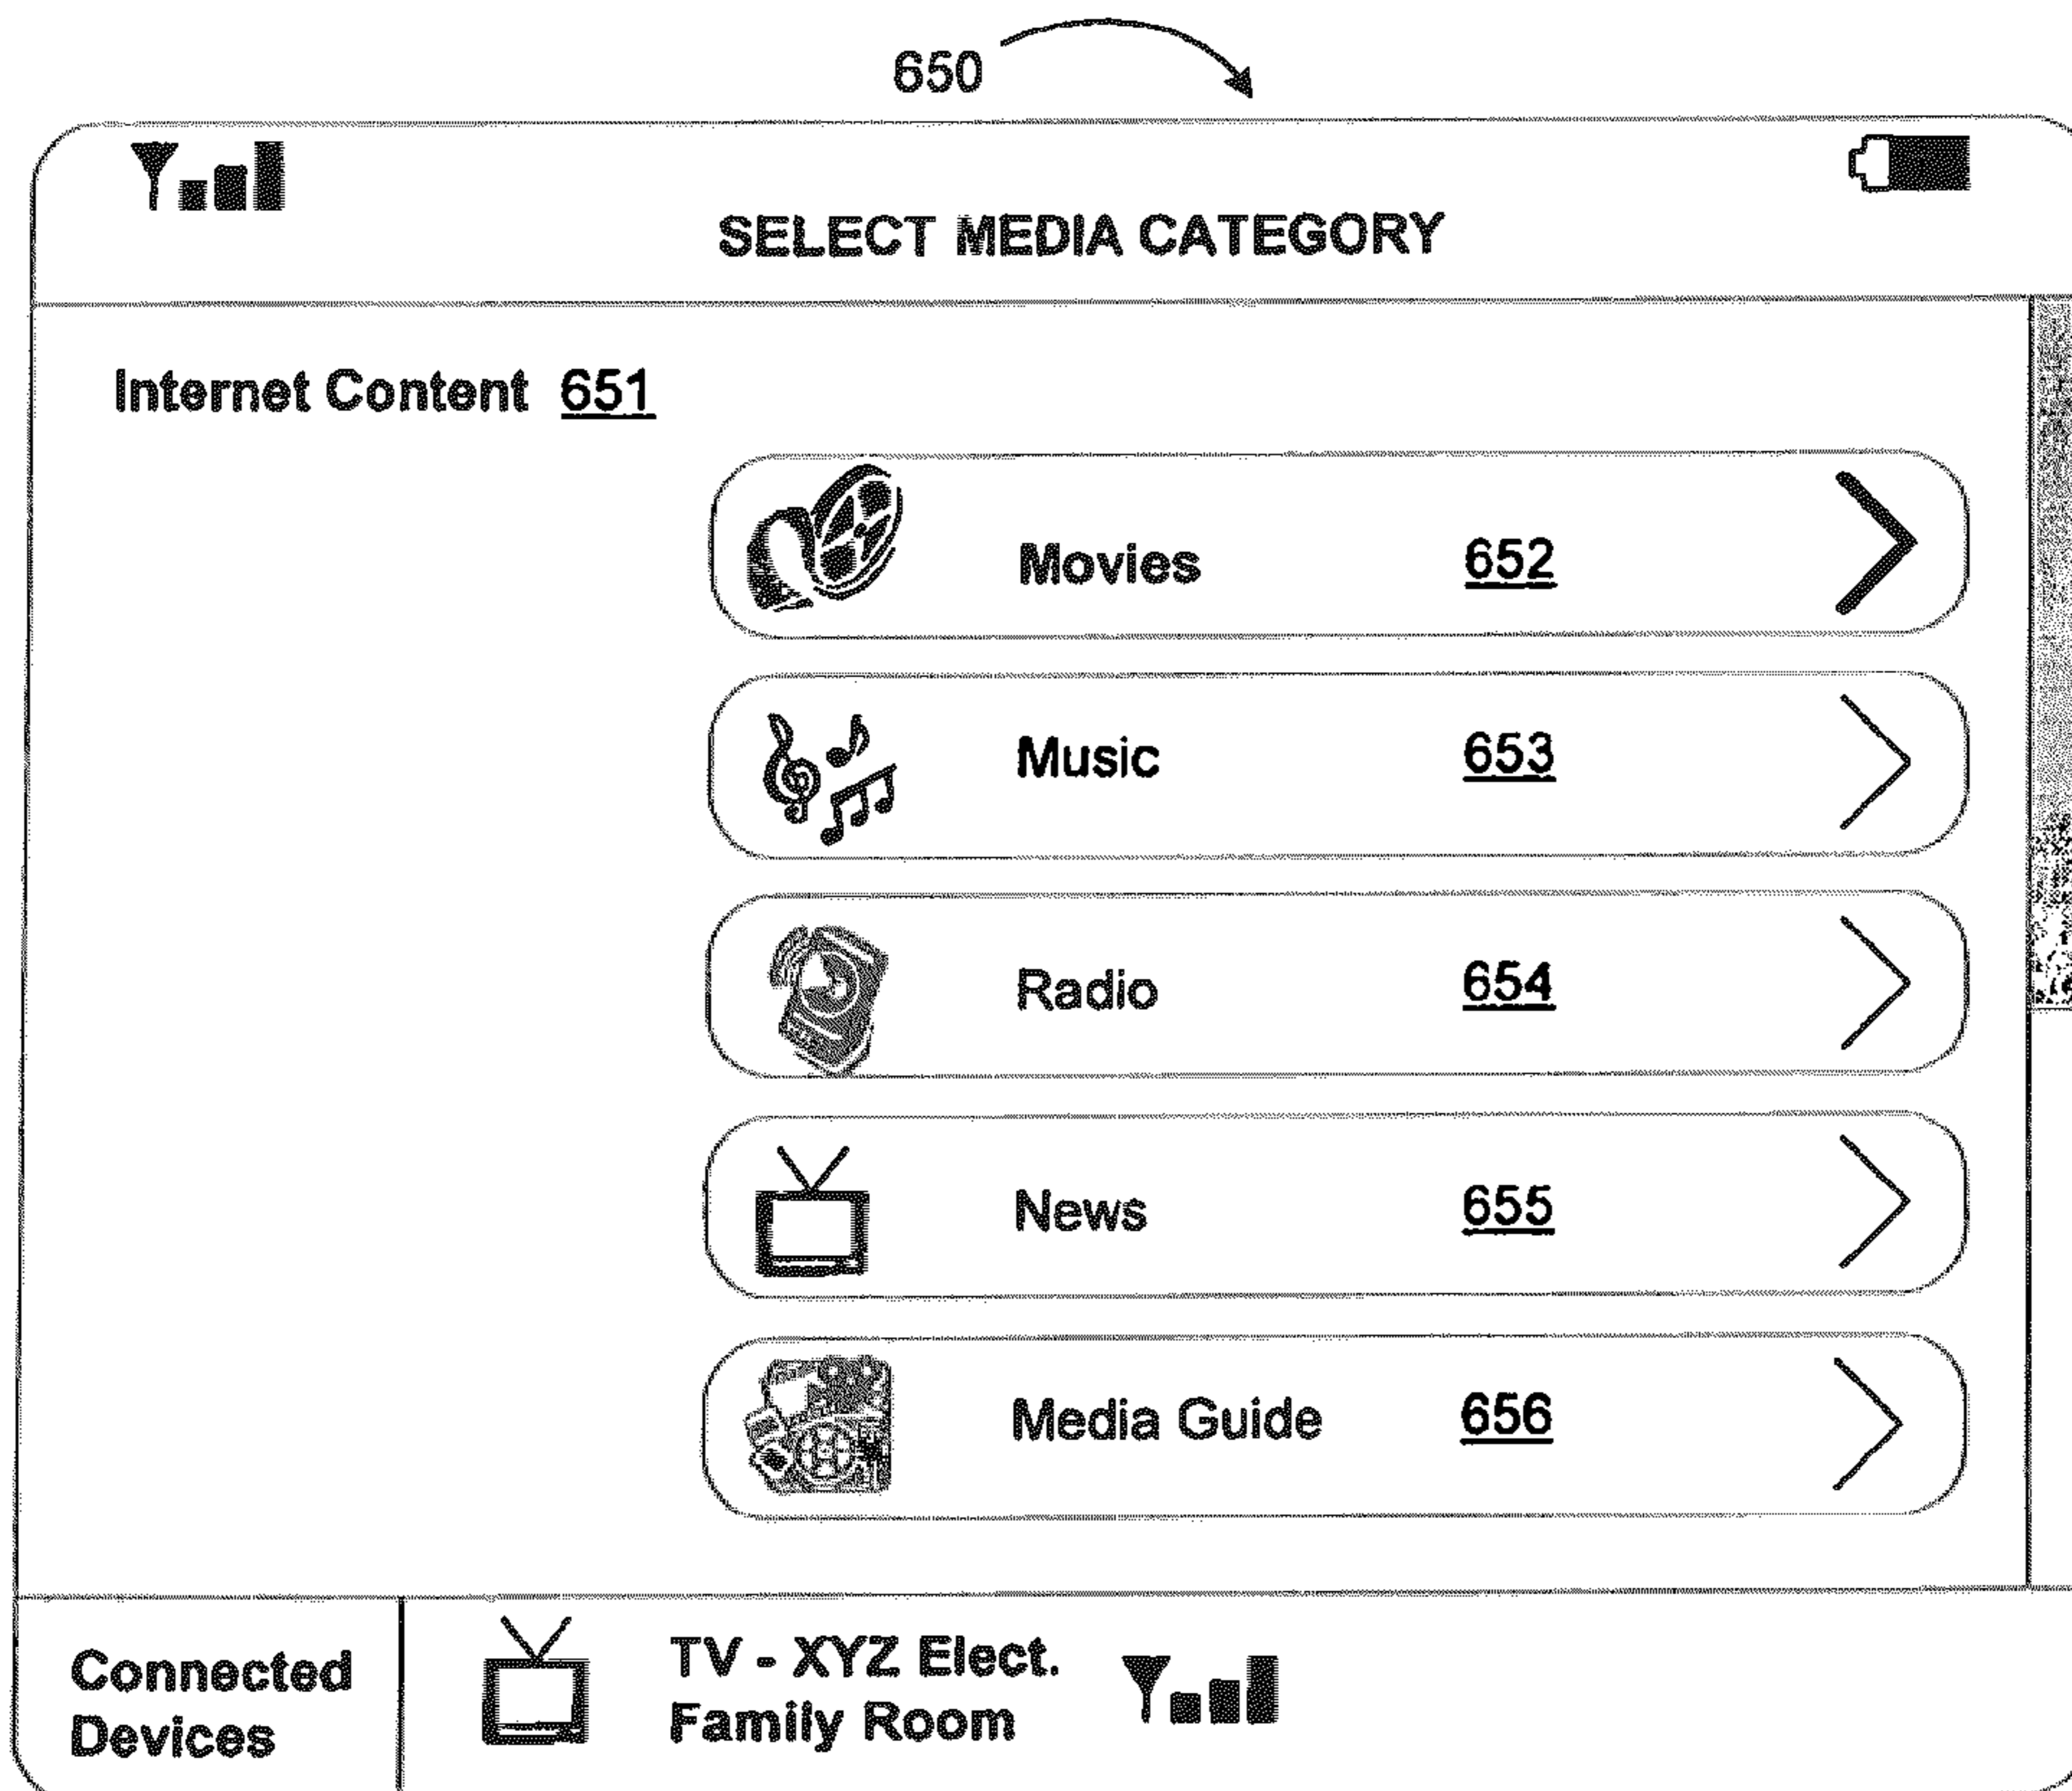 650
SELECT MEDIA CATEGORY
Internet Content 651
Movies 652
Music 653
Radio 654
News 655
Media Guide 656
Connected
Devices
TV - XYZ Elect.
Family Room